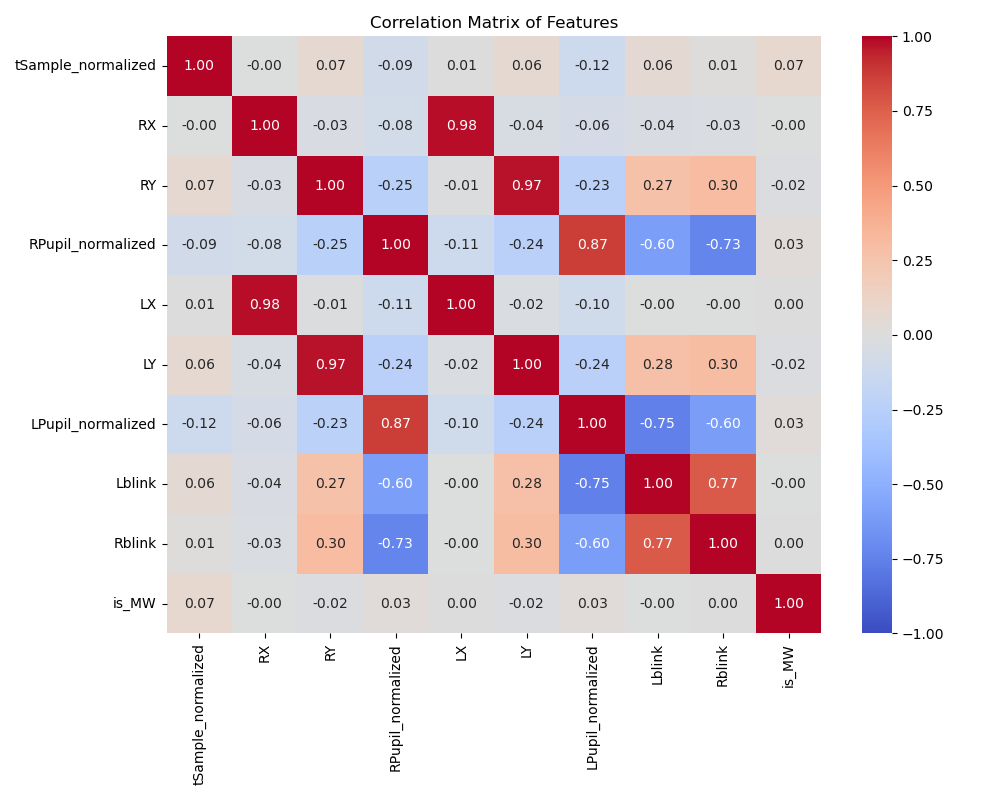 Correlation Matrix of Features
tSample_normalized 1.00 -0.00 0.07 -0.09 0.01 0.06 -0.12 0.06 0.01 0.07
RX -0.00 1.00 -0.03 -0.08 0.98 -0.04 -0.06 -0.04 -0.03 -0.00
RY 0.07 -0.03 1.00 -0.25 -0.01 0.97 -0.23 0.27 0.30 -0.02
RPupil_normalized -0.09 -0.08 -0.25 1.00 -0.11 -0.24 0.87 -0.60 -0.73 0.03
LX 0.01 0.98 -0.01 -0.11 1.00 -0.02 -0.10 -0.00 -0.00 0.00
LY 0.06 -0.04 0.97 -0.24 -0.02 1.00 -0.24 0.28 0.30 -0.02
LPupil_normalized -0.12 -0.06 -0.23 0.87 -0.10 -0.24 1.00 -0.75 -0.60 0.03
Lblink 0.06 -0.04 0.27 -0.60 -0.00 0.28 -0.75 1.00 0.77 -0.00
Rblink 0.01 -0.03 0.30 -0.73 -0.00 0.30 -0.60 0.77 1.00 0.00
is_MW 0.07 -0.00 -0.02 0.03 0.00 -0.02 0.03 -0.00 0.00 1.00
tSample_normalized
RX
RY
RPupil_normalized
LX
LY
LPupil_normalized
Lblink
Rblink
is_MW
1.00
0.75
0.50
0.25
0.00
−0.25
−0.50
−0.75
−1.00